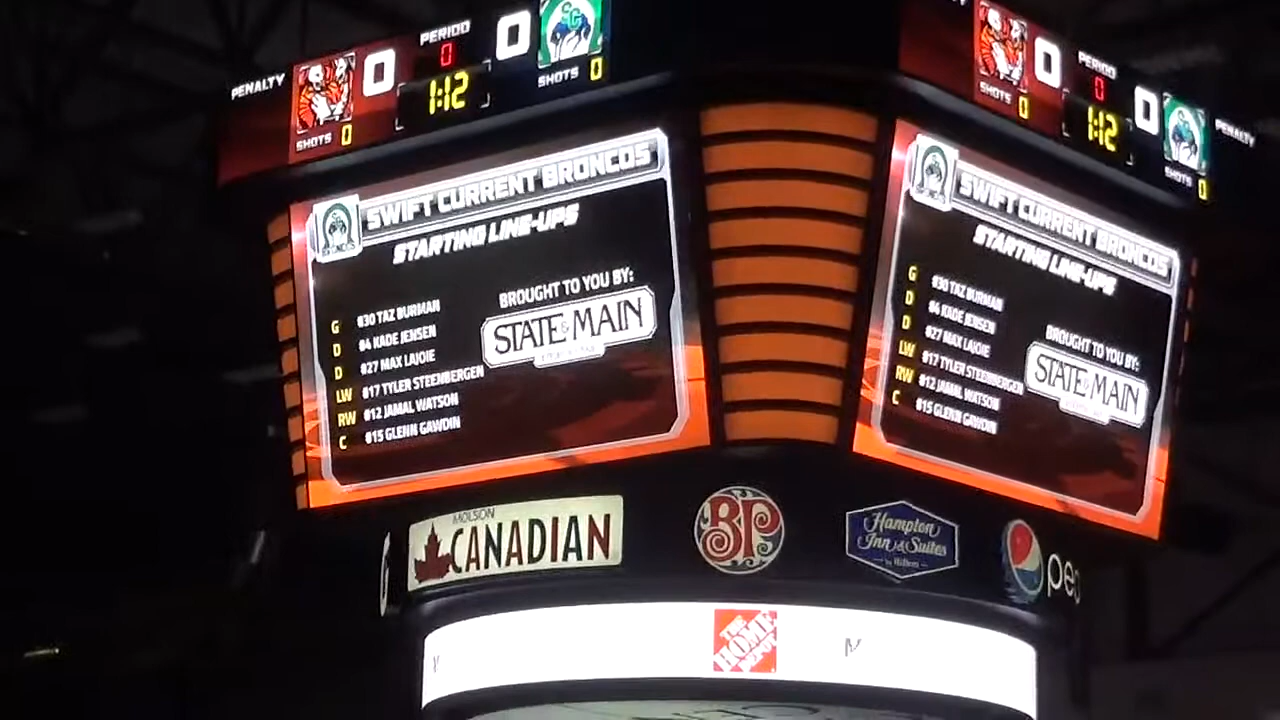 PENALTY
0
PERIOD
0
0
SHOTS 0
1:12
SHOTS 0
SWIFT CURRENT BRONCOS
STARTING LINE-UPS
G #30 TAZ BURMAN
D #4 KADE JENSEN
D #27 MAX LAJOIE
LW #17 TYLER STEENBERGEN
RW #12 JAMAL WATSON
C #15 GLENN GAWDIN
BROUGHT TO YOU BY:
STATE & MAIN
0
PERIOD
0
0
PENALTY
SHOTS 0
1:12
SHOTS 0
SWIFT CURRENT BRONCOS
STARTING LINE-UPS
G #30 TAZ BURMAN
D #4 KADE JENSEN
D #27 MAX LAJOIE
LW #17 TYLER STEENBERGEN
RW #12 JAMAL WATSON
C #15 GLENN GAWDIN
BROUGHT TO YOU BY:
STATE & MAIN
MOLSON
CANADIAN
BP
Hampton
Inn & Suites
by Hilton
pep
THE
HOME
DEPOT